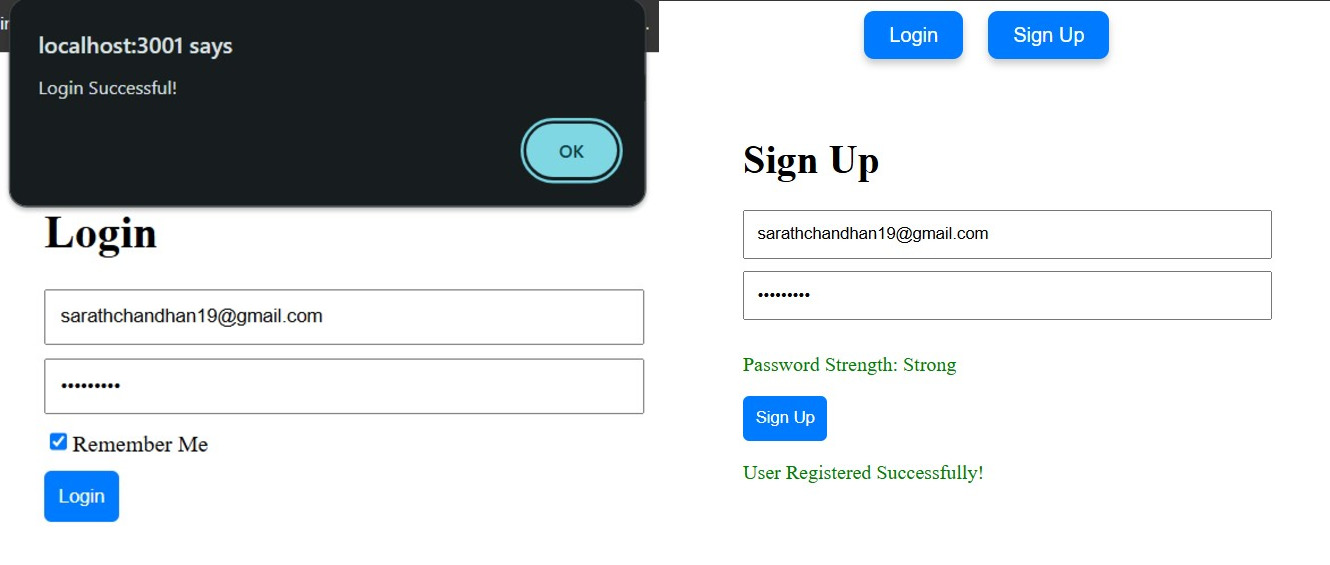 localhost:3001 says
Login Successful!
OK
Login
sarathchandhan19@gmail.com
•••••••••
Remember Me
Login
Login Sign Up
Sign Up
sarathchandhan19@gmail.com
•••••••••
Password Strength: Strong
Sign Up
User Registered Successfully!